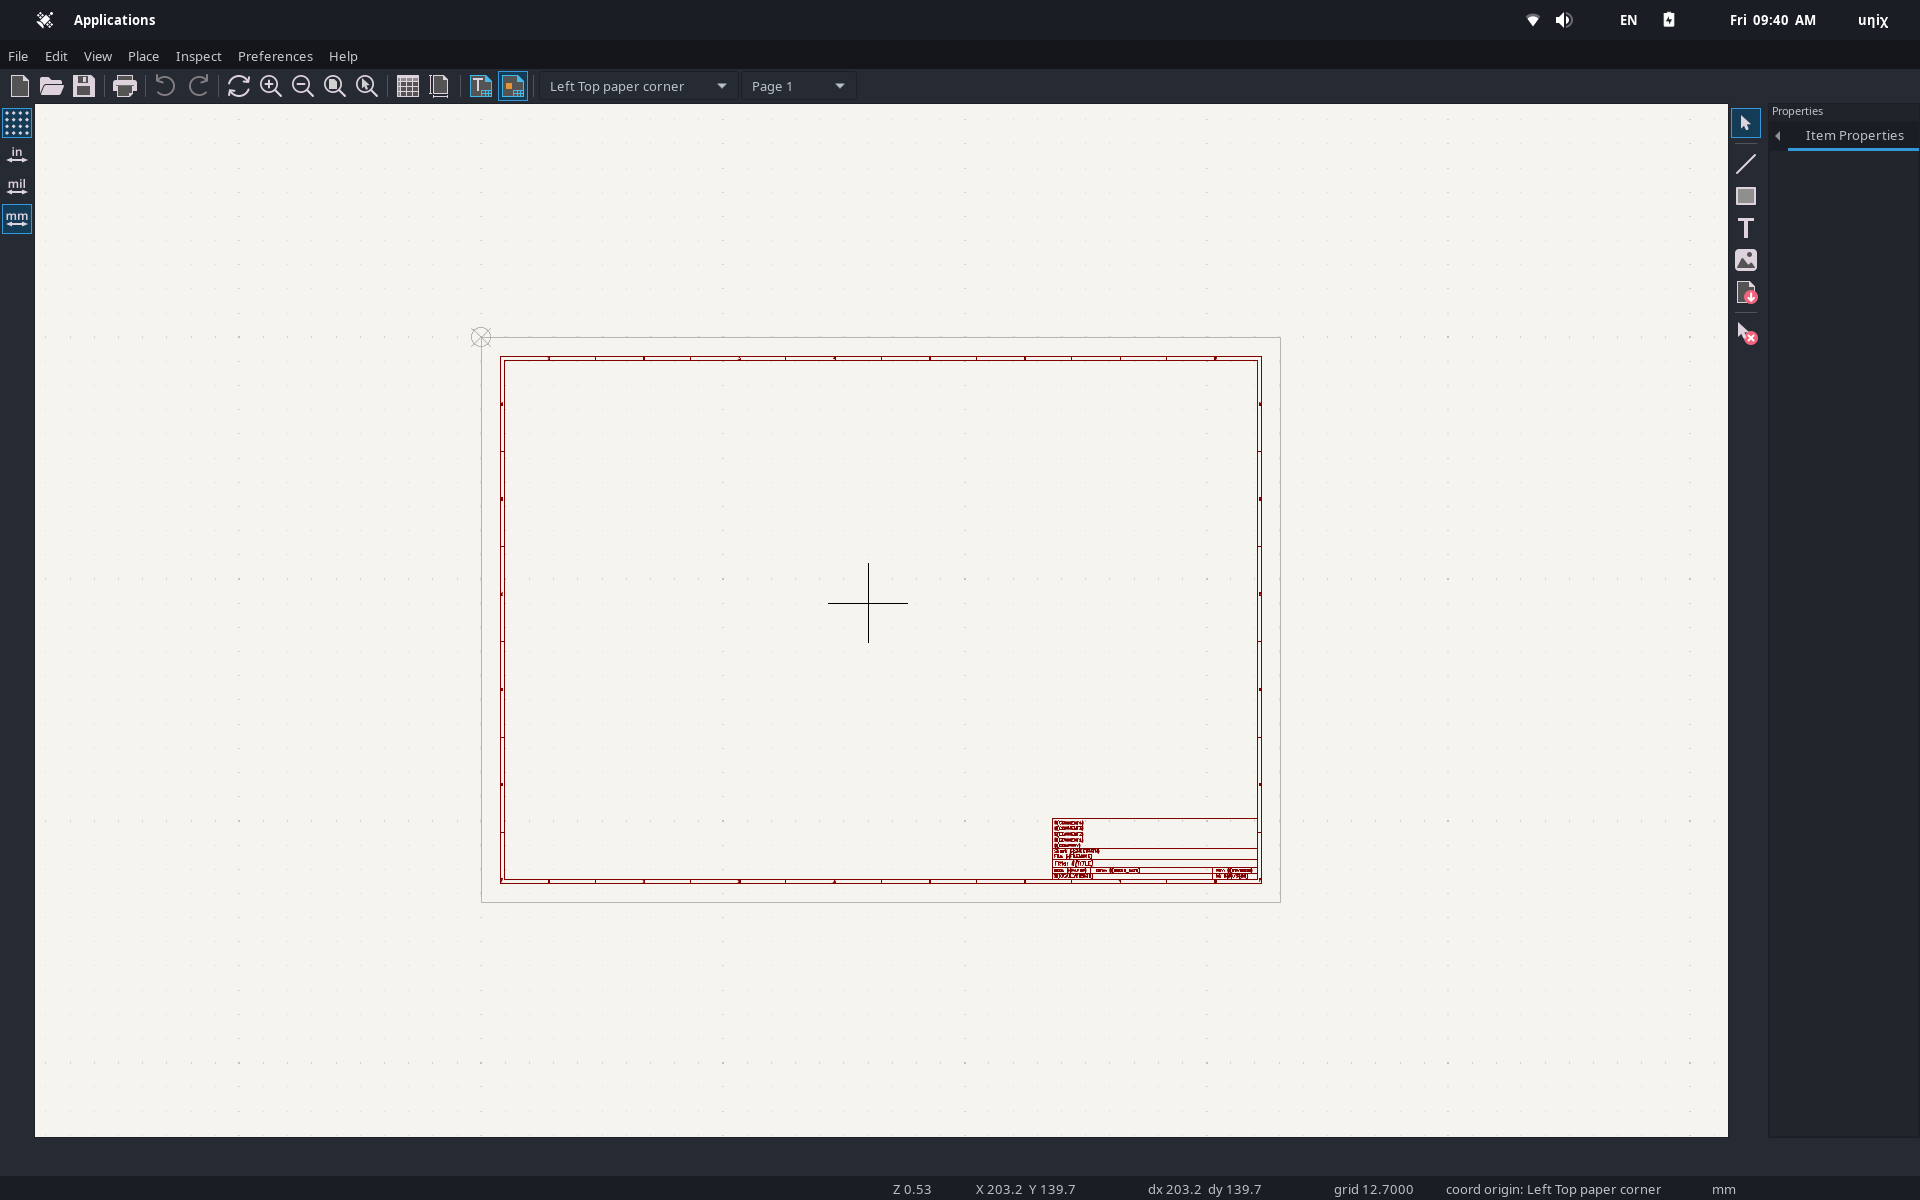 Applications
EN
Fri 09:40 AM
uηiχ
File Edit View Place Inspect Preferences Help
T
Left Top paper corner
Page 1
in
mil
mm
T
Properties
Item Properties
Z 0.53
X 203.2 Y 139.7
dx 203.2 dy 139.7
grid 12.7000
coord origin: Left Top paper corner
mm